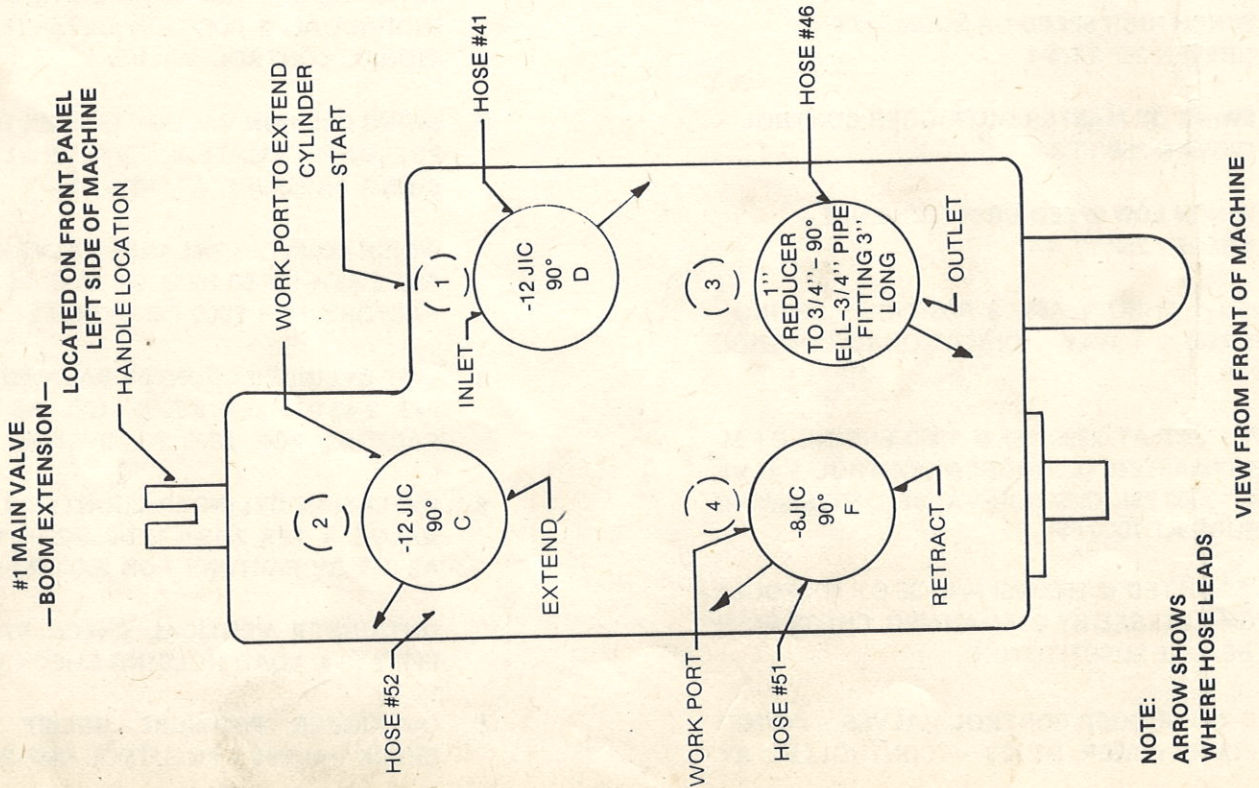 #1 MAIN VALVE
—BOOM EXTENSION—
LOCATED ON FRONT PANEL
LEFT SIDE OF MACHINE
HANDLE LOCATION
WORK PORT TO EXTEND
CYLINDER
START
HOSE #41
1
-12 JIC
90°
D
INLET
2
-12 JIC
90°
C
HOSE #52
EXTEND
3
1"
REDUCER
TO 3/4"-90°
ELL-3/4" PIPE
FITTING 3"
LONG
HOSE #46
OUTLET
4
-8JIC
90°
F
WORK PORT
HOSE #51
RETRACT
NOTE:
ARROW SHOWS
WHERE HOSE LEADS
VIEW FROM FRONT OF MACHINE